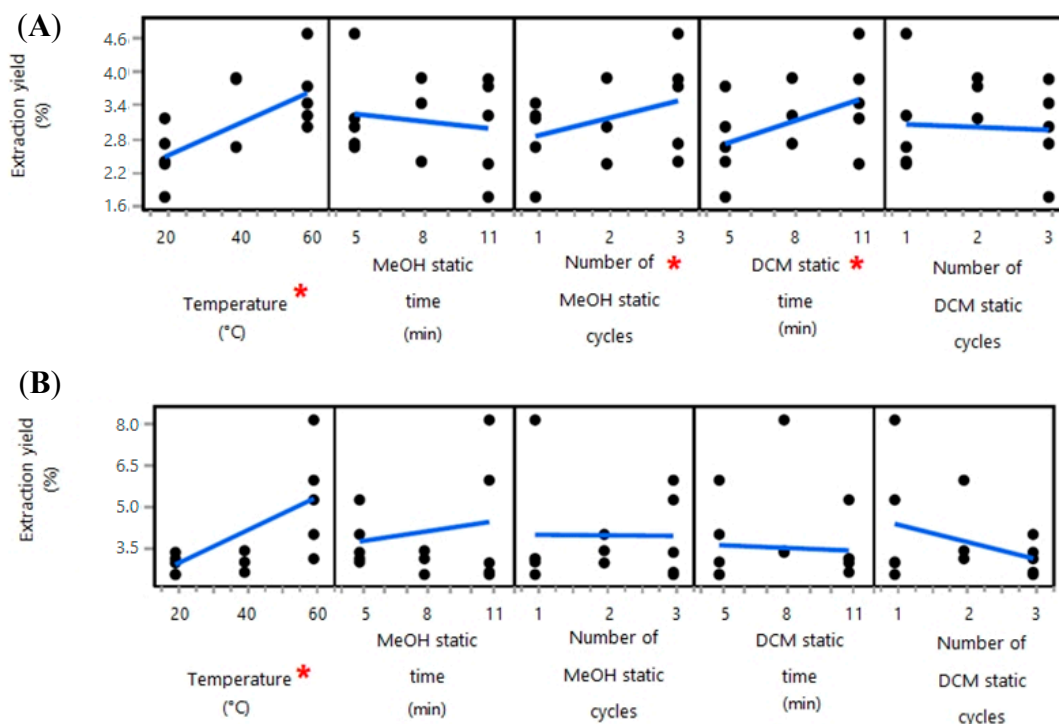 (A)
Extraction yield
(%)
4.6
4.0
3.4
2.8
2.2
1.6
20 40 60 5 8 11 1 2 3 5 8 11 1 2 3
Temperature *
(°C)
MeOH static
time
(min)
Number of *
MeOH static
cycles
DCM static *
time
(min)
Number of
DCM static
cycles
(B)
Extraction yield
(%)
8.0
6.5
5.0
3.5
20 40 60 5 8 11 1 2 3 5 8 11 1 2 3
Temperature *
(°C)
MeOH static
time
(min)
Number of
MeOH static
cycles
DCM static
time
(min)
Number of
DCM static
cycles